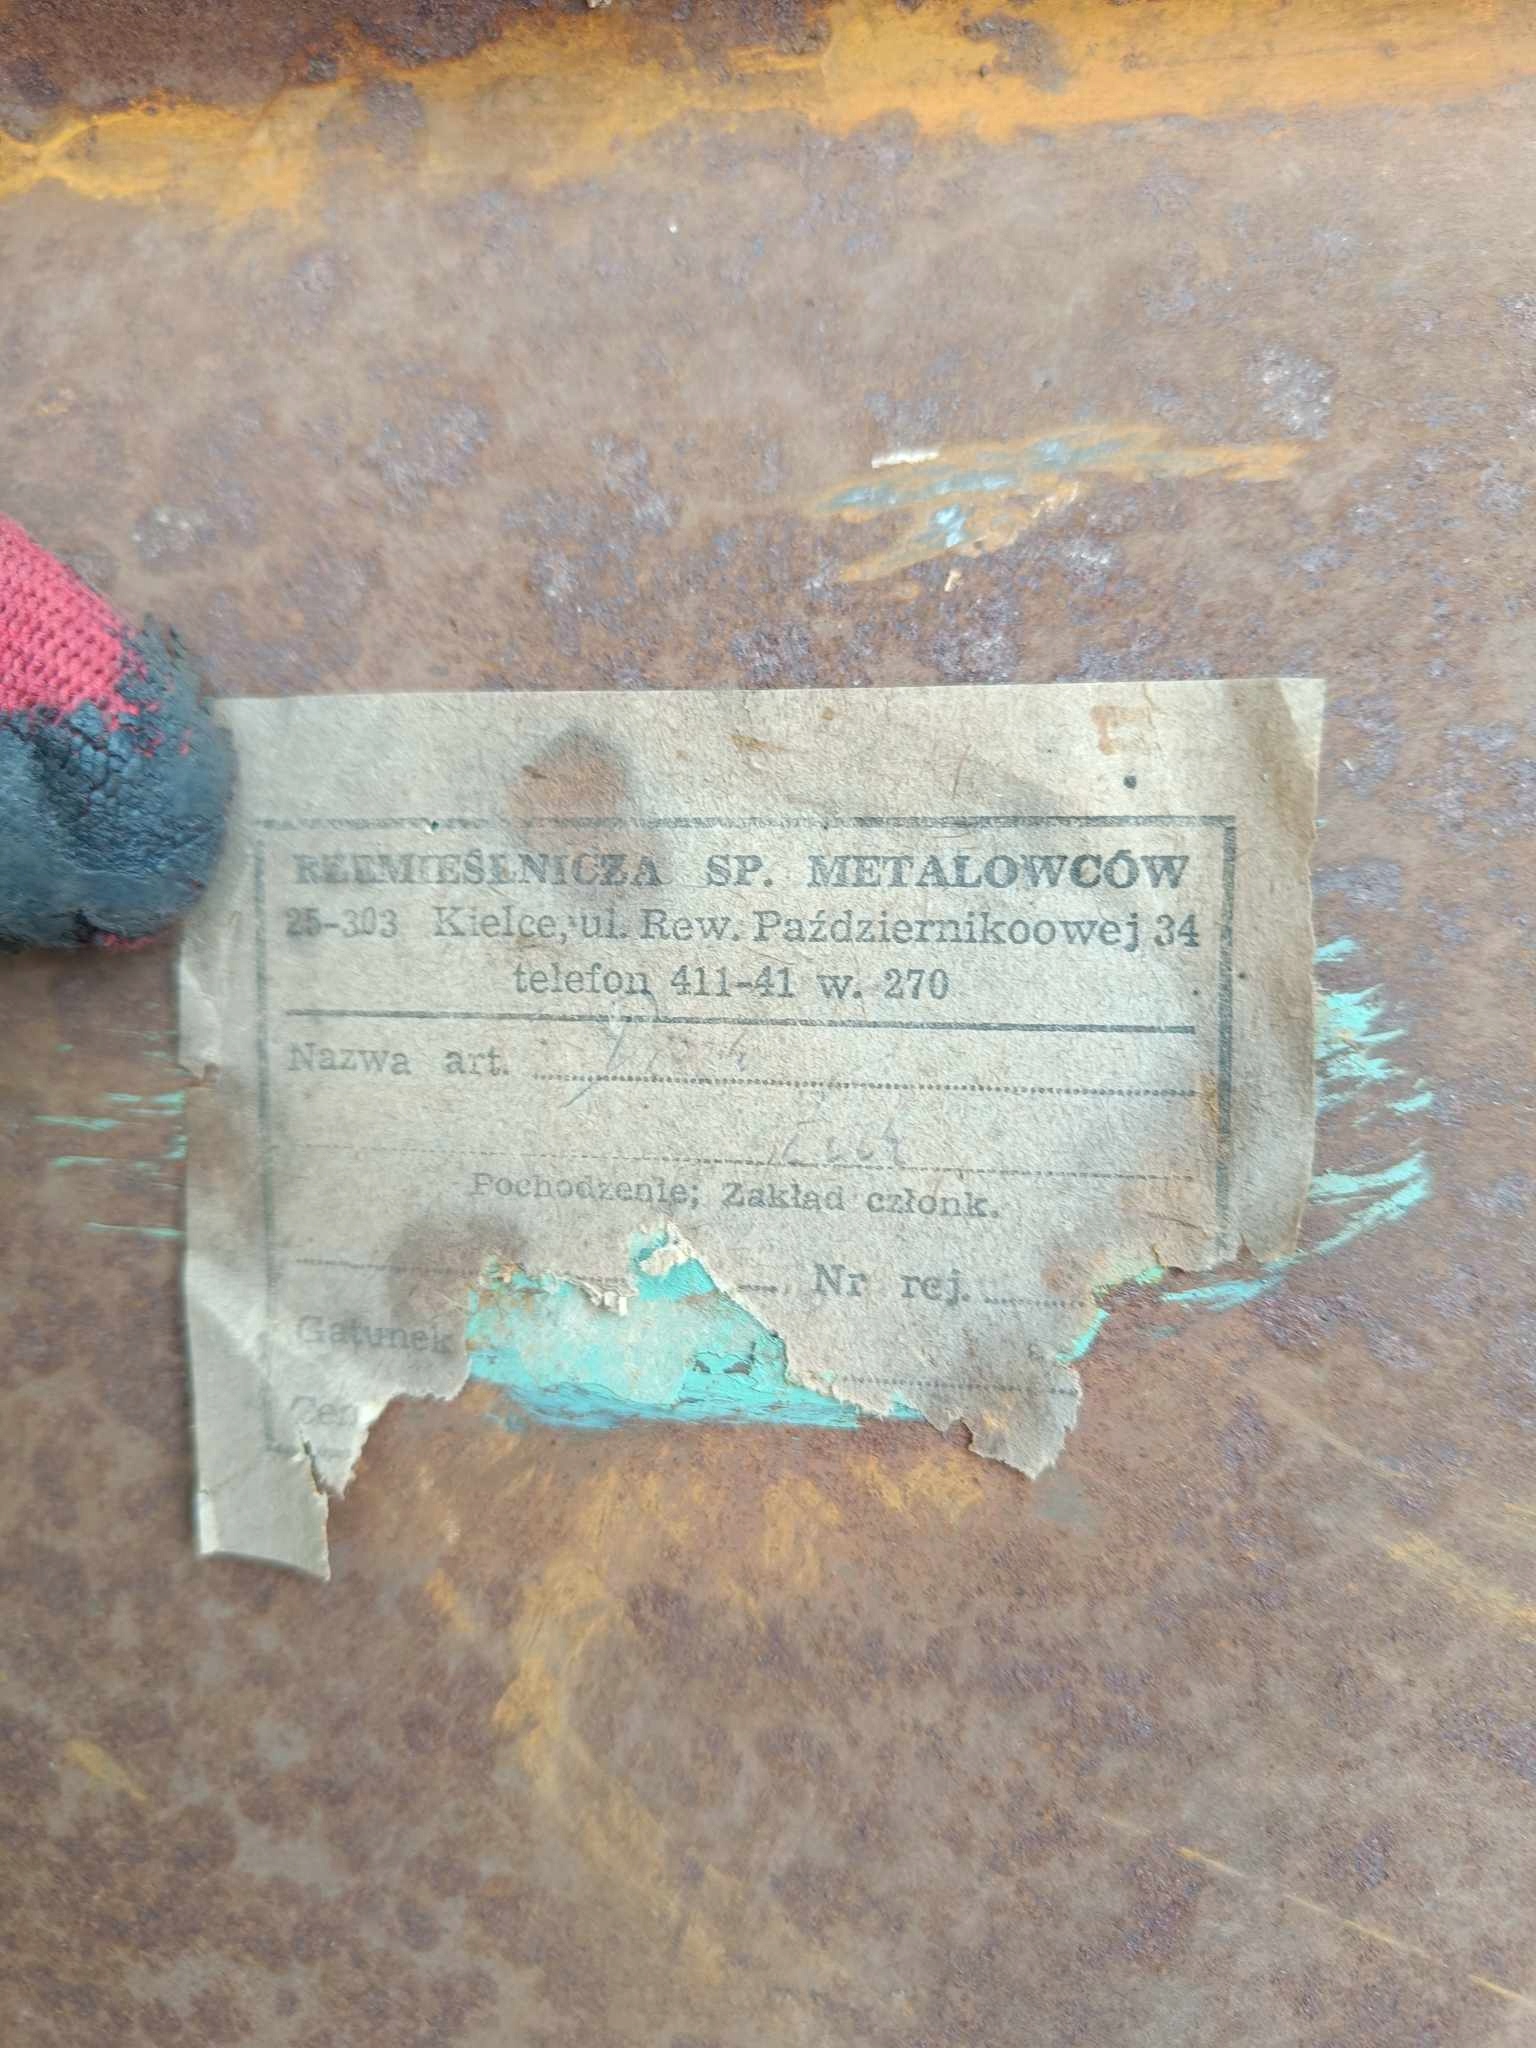 RZEMIEŚLNICZA SP. METALOWCÓW
25-303 Kielce, ul. Rew. Październikoowej 34
telefon 411-41 w. 270
Nazwa art.
Pochodzenie; Zakład członk.
Nr rej.
Gatunek
Cen